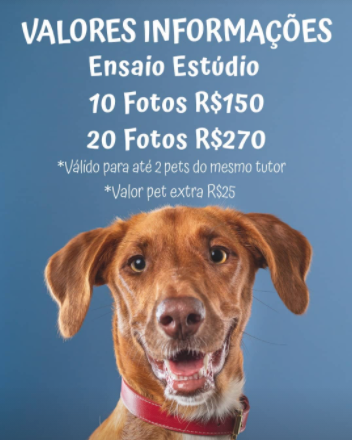 VALORES INFORMAÇÕES
Ensaio Estúdio
10 Fotos R$150
20 Fotos R$270
*Válido para até 2 pets do mesmo tutor
*Valor pet extra R$25